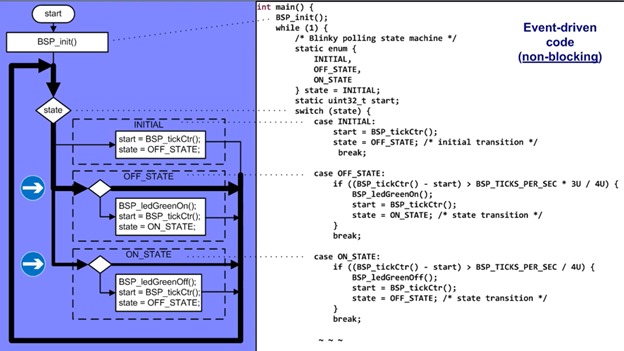 start
BSP_init()
state
INITIAL
start = BSP_tickCtr();
state = OFF_STATE;
OFF_STATE
BSP_ledGreenOn();
start = BSP_tickCtr();
state = ON_STATE;
ON_STATE
BSP_ledGreenOff();
start = BSP_tickCtr();
state = OFF_STATE;
int main() {
BSP_init();
while (1) {
/* Blinky polling state machine */
static enum {
INITIAL,
OFF_STATE,
ON_STATE
} state = INITIAL;
static uint32_t start;
switch (state) {
case INITIAL:
start = BSP_tickCtr();
state = OFF_STATE; /* initial transition */
break;
case OFF_STATE:
if ((BSP_tickCtr() - start) > BSP_TICKS_PER_SEC * 3U / 4U) {
BSP_ledGreenOn();
start = BSP_tickCtr();
state = ON_STATE; /* state transition */
}
break;
case ON_STATE:
if ((BSP_tickCtr() - start) > BSP_TICKS_PER_SEC / 4U) {
BSP_ledGreenOff();
start = BSP_tickCtr();
state = OFF_STATE; /* state transition */
}
break;
~ ~ ~
Event-driven
code
(non-blocking)